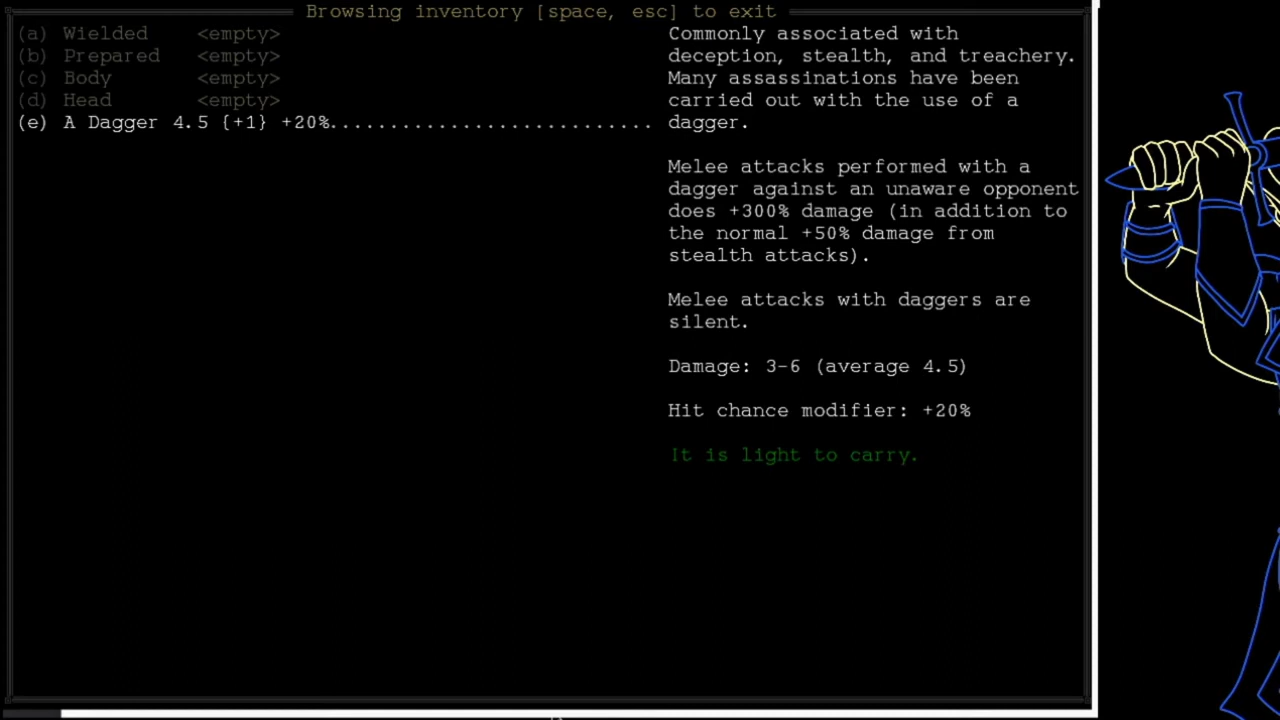 Browsing inventory [space, esc] to exit
(a) Wielded <empty>
(b) Prepared <empty>
(c) Body <empty>
(d) Head <empty>
(e) A Dagger 4.5 {+1} +20%...........................
Commonly associated with
deception, stealth, and treachery.
Many assassinations have been
carried out with the use of a
dagger.
Melee attacks performed with a
dagger against an unaware opponent
does +300% damage (in addition to
the normal +50% damage from
stealth attacks).
Melee attacks with daggers are
silent.
Damage: 3-6 (average 4.5)
Hit chance modifier: +20%
It is light to carry.